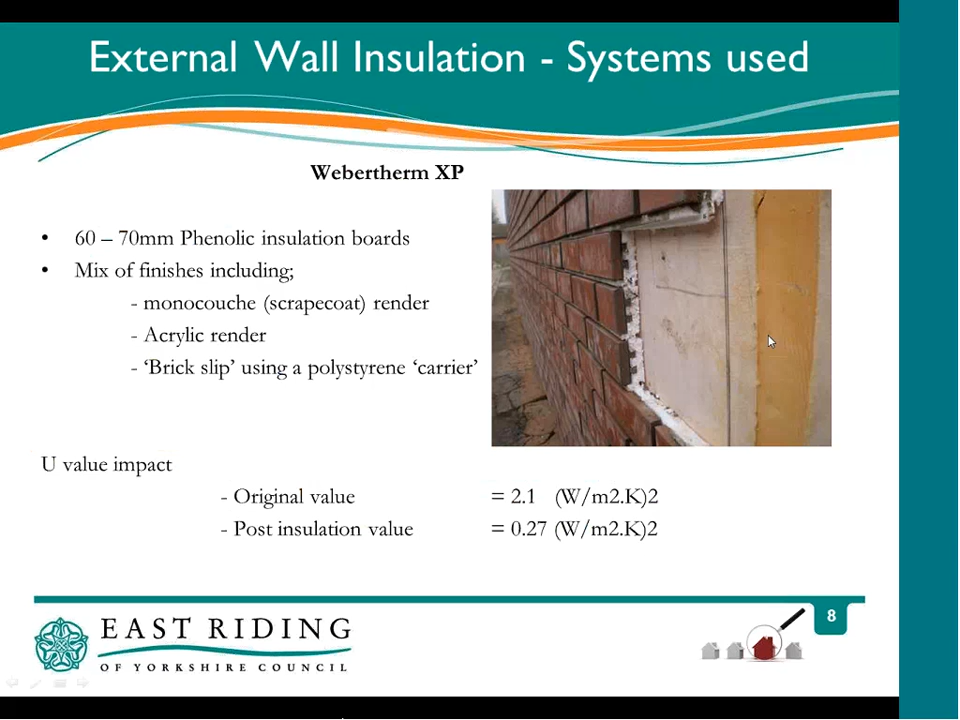 External Wall Insulation - Systems used
Webertherm XP
• 60 – 70mm Phenolic insulation boards
• Mix of finishes including;
- monocouche (scrapecoat) render
- Acrylic render
- ‘Brick slip’ using a polystyrene ‘carrier’
U value impact
- Original value = 2.1 (W/m2.K)2
- Post insulation value = 0.27 (W/m2.K)2
8
EAST RIDING
OF YORKSHIRE COUNCIL